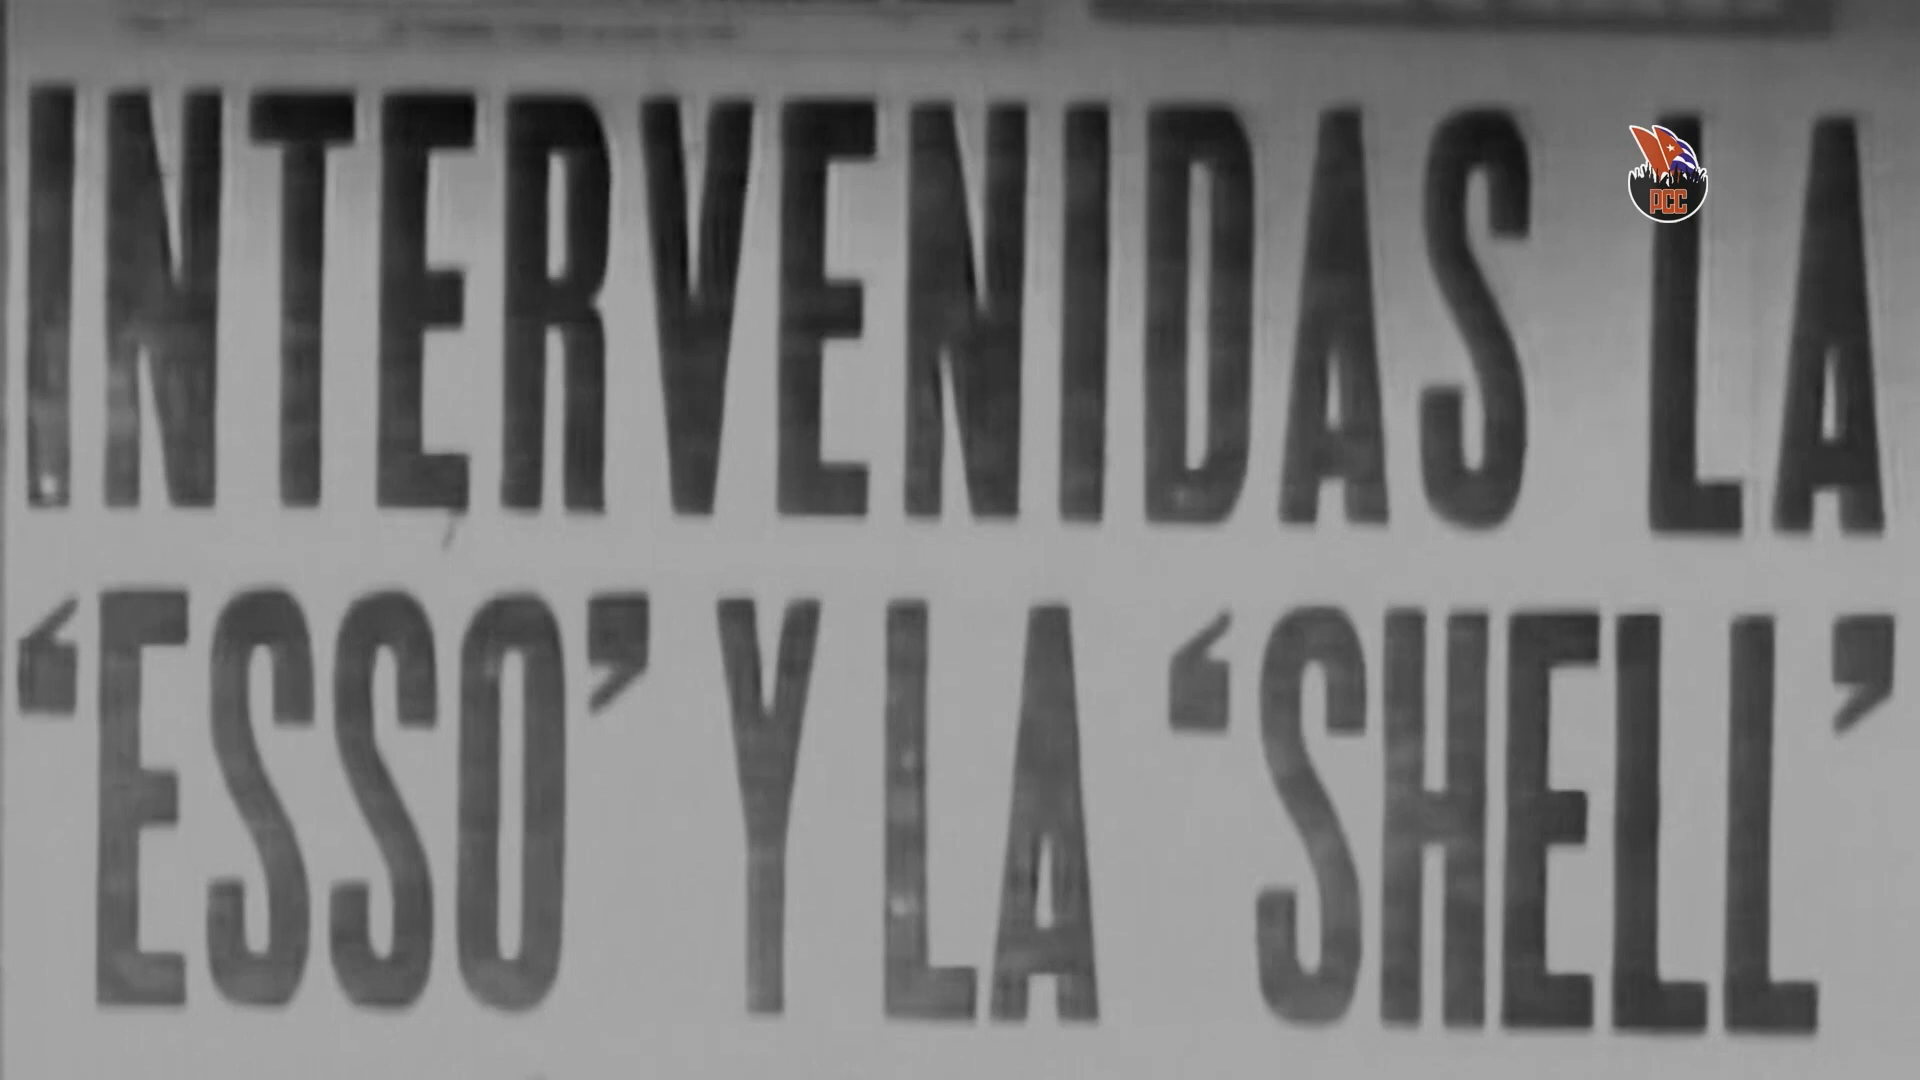 INTERVENIDAS LA
PCC
‘ESSO’ Y LA ‘SHELL’